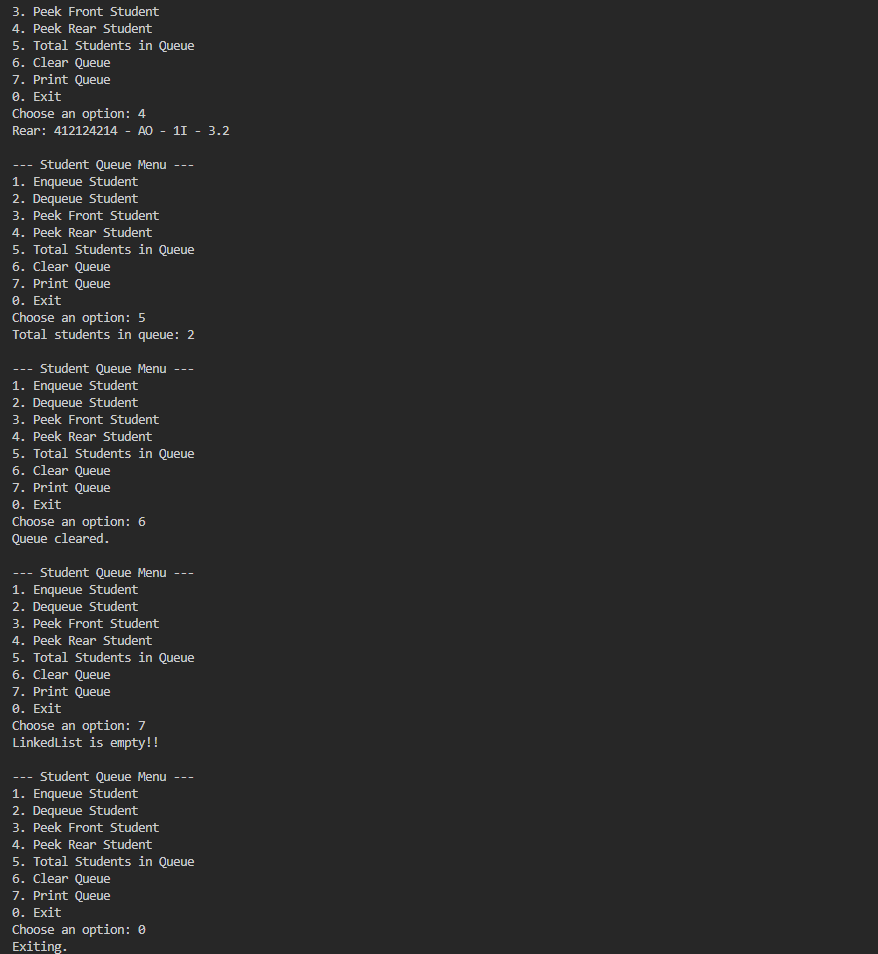 3. Peek Front Student
4. Peek Rear Student
5. Total Students in Queue
6. Clear Queue
7. Print Queue
0. Exit
Choose an option: 4
Rear: 412124214 - AO - 1I - 3.2
--- Student Queue Menu ---
1. Enqueue Student
2. Dequeue Student
3. Peek Front Student
4. Peek Rear Student
5. Total Students in Queue
6. Clear Queue
7. Print Queue
0. Exit
Choose an option: 5
Total students in queue: 2
--- Student Queue Menu ---
1. Enqueue Student
2. Dequeue Student
3. Peek Front Student
4. Peek Rear Student
5. Total Students in Queue
6. Clear Queue
7. Print Queue
0. Exit
Choose an option: 6
Queue cleared.
--- Student Queue Menu ---
1. Enqueue Student
2. Dequeue Student
3. Peek Front Student
4. Peek Rear Student
5. Total Students in Queue
6. Clear Queue
7. Print Queue
0. Exit
Choose an option: 7
LinkedList is empty!!
--- Student Queue Menu ---
1. Enqueue Student
2. Dequeue Student
3. Peek Front Student
4. Peek Rear Student
5. Total Students in Queue
6. Clear Queue
7. Print Queue
0. Exit
Choose an option: 0
Exiting.